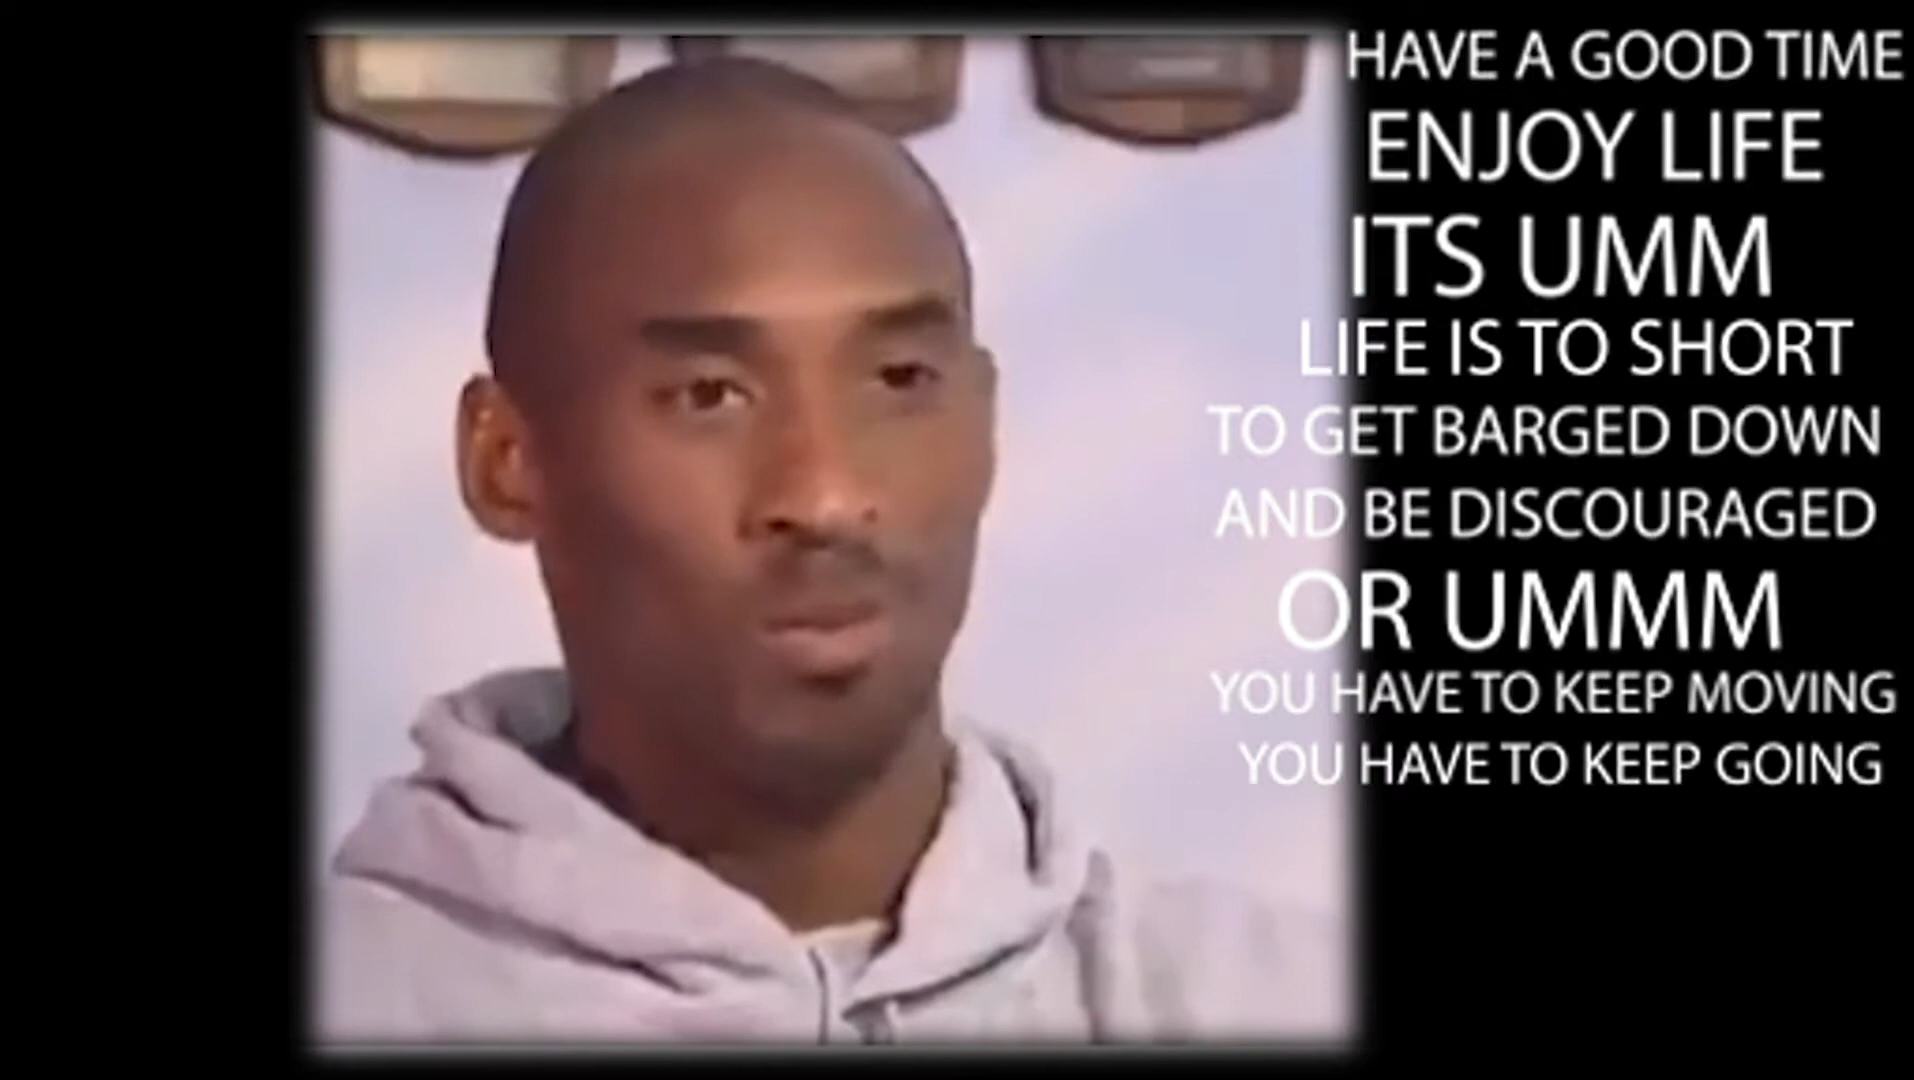 HAVE A GOOD TIME
ENJOY LIFE
ITS UMM
LIFE IS TO SHORT
TO GET BARGED DOWN
AND BE DISCOURAGED
OR UMMM
YOU HAVE TO KEEP MOVING
YOU HAVE TO KEEP GOING